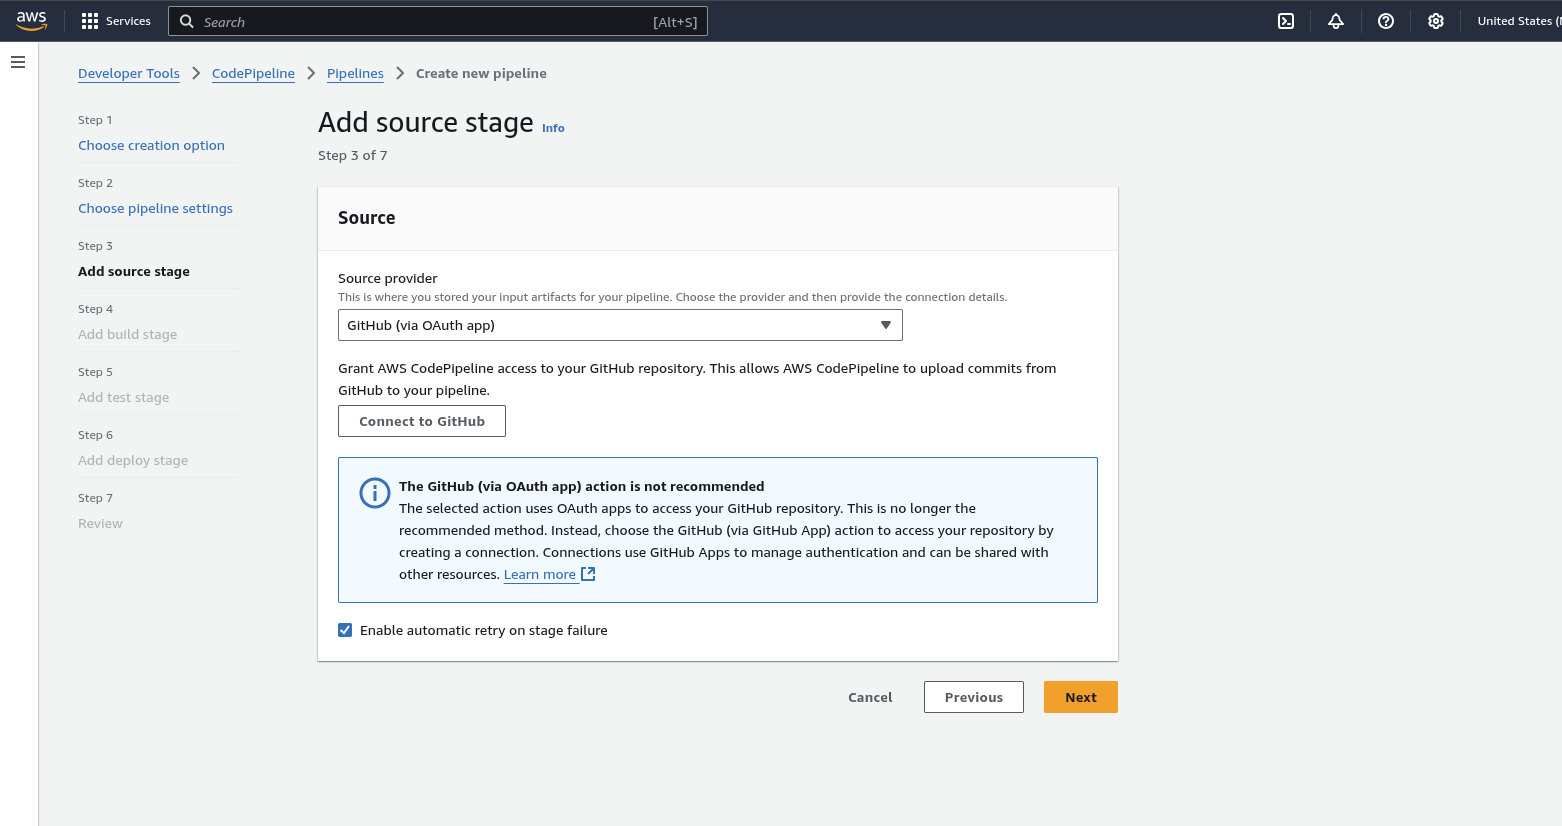 aws
Services
Search
[Alt+S]
United States (
Developer Tools
CodePipeline
Pipelines
Create new pipeline
Step 1
Choose creation option
Step 2
Choose pipeline settings
Step 3
Add source stage
Step 4
Add build stage
Step 5
Add test stage
Step 6
Add deploy stage
Step 7
Review
Add source stage Info
Step 3 of 7
Source
Source provider
This is where you stored your input artifacts for your pipeline. Choose the provider and then provide the connection details.
GitHub (via OAuth app)
Grant AWS CodePipeline access to your GitHub repository. This allows AWS CodePipeline to upload commits from
GitHub to your pipeline.
Connect to GitHub
The GitHub (via OAuth app) action is not recommended
The selected action uses OAuth apps to access your GitHub repository. This is no longer the
recommended method. Instead, choose the GitHub (via GitHub App) action to access your repository by
creating a connection. Connections use GitHub Apps to manage authentication and can be shared with
other resources. Learn more
Enable automatic retry on stage failure
Cancel
Previous
Next